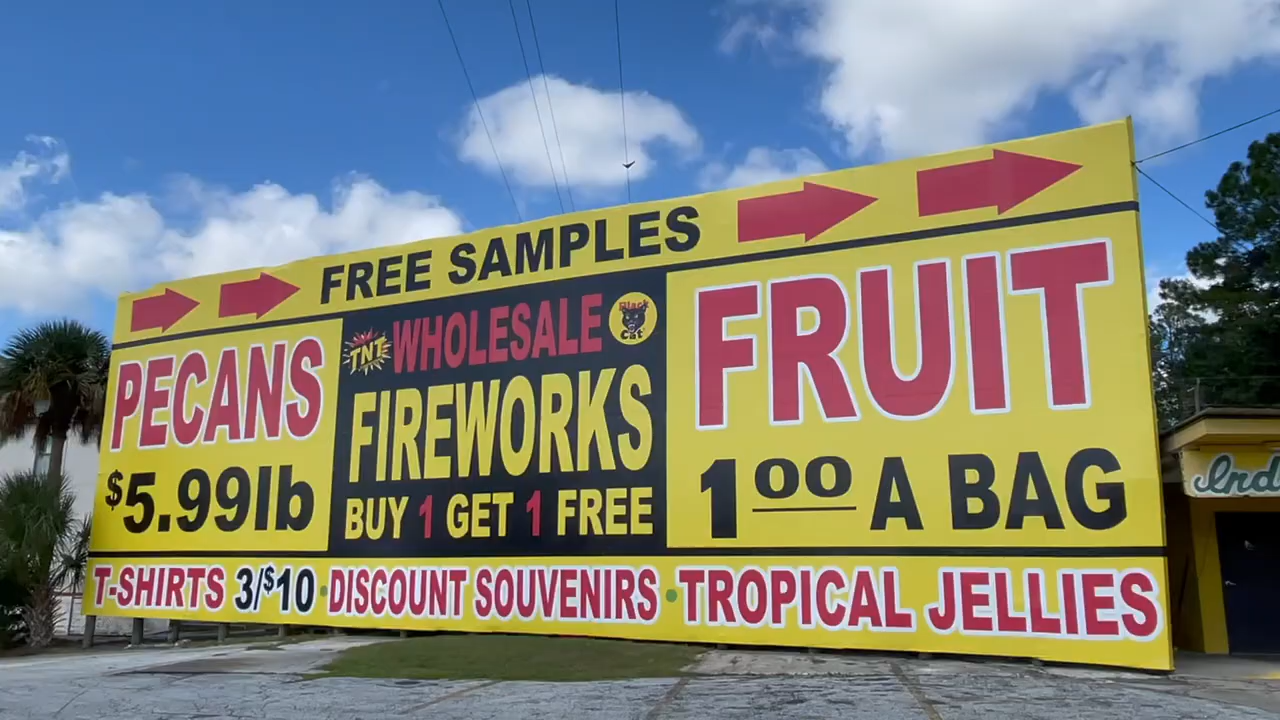 FREE SAMPLES
PECANS
$5.99lb
TNT
WHOLESALE
Black Cat
FIREWORKS
BUY 1 GET 1 FREE
FRUIT
1 00 A BAG
T-SHIRTS 3/$10 • DISCOUNT SOUVENIRS • TROPICAL JELLIES